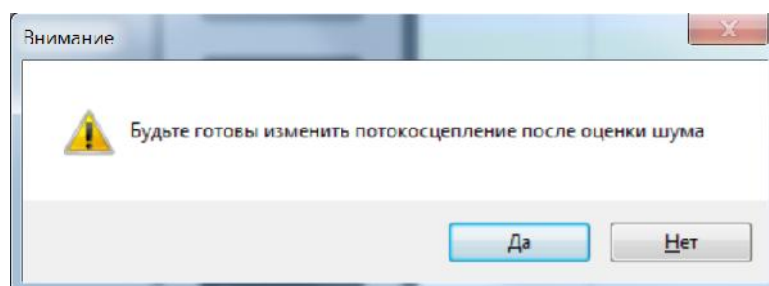 Внимание
Будьте готовы изменить потокосцепление после оценки шума
Да
Нет